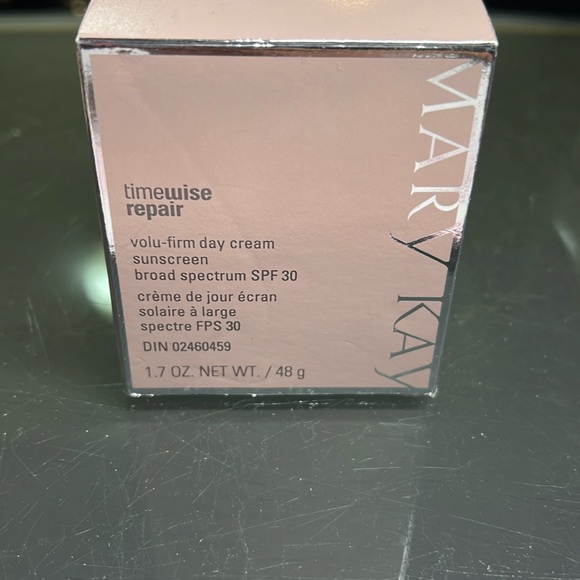 timewise
repair
volu-firm day cream
sunscreen
broad spectrum SPF 30
crème de jour écran
solaire à large
spectre FPS 30
DIN 02460459
1.7 OZ. NET WT. / 48 g
MARY KAY